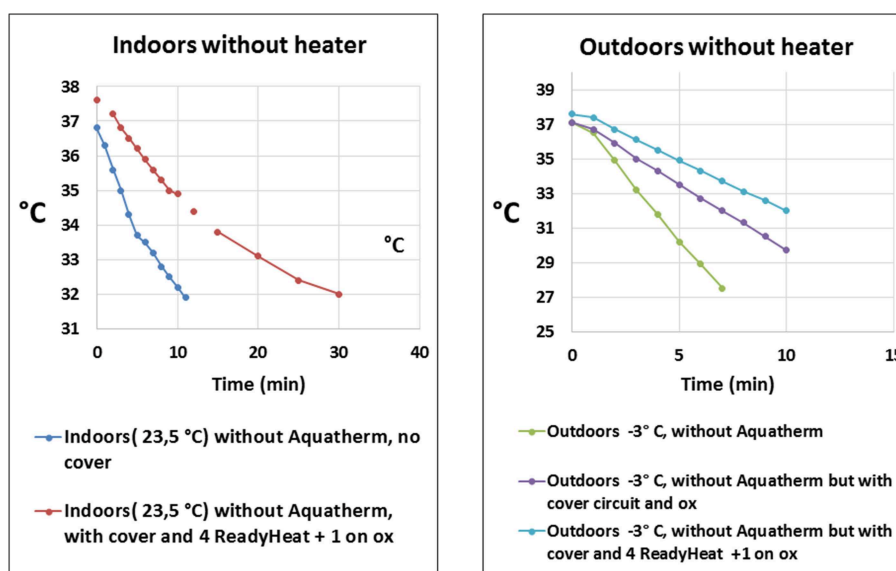 Indoors without heater
38
37
36
35
34
33
32
31
°C
°C
0 10 20 30 40
Time (min)
Indoors( 23,5 °C) without Aquatherm, no
cover
Indoors( 23,5 °C) without Aquatherm,
with cover and 4 ReadyHeat + 1 on ox
Outdoors without heater
39
37
35
33
31
29
27
25
°C
0 5 10 15
Time (min)
Outdoors -3° C, without Aquatherm
Outdoors -3° C, without Aquatherm but with
cover circuit and ox
Outdoors -3° C, without Aquatherm but with
cover and 4 ReadyHeat +1 on ox